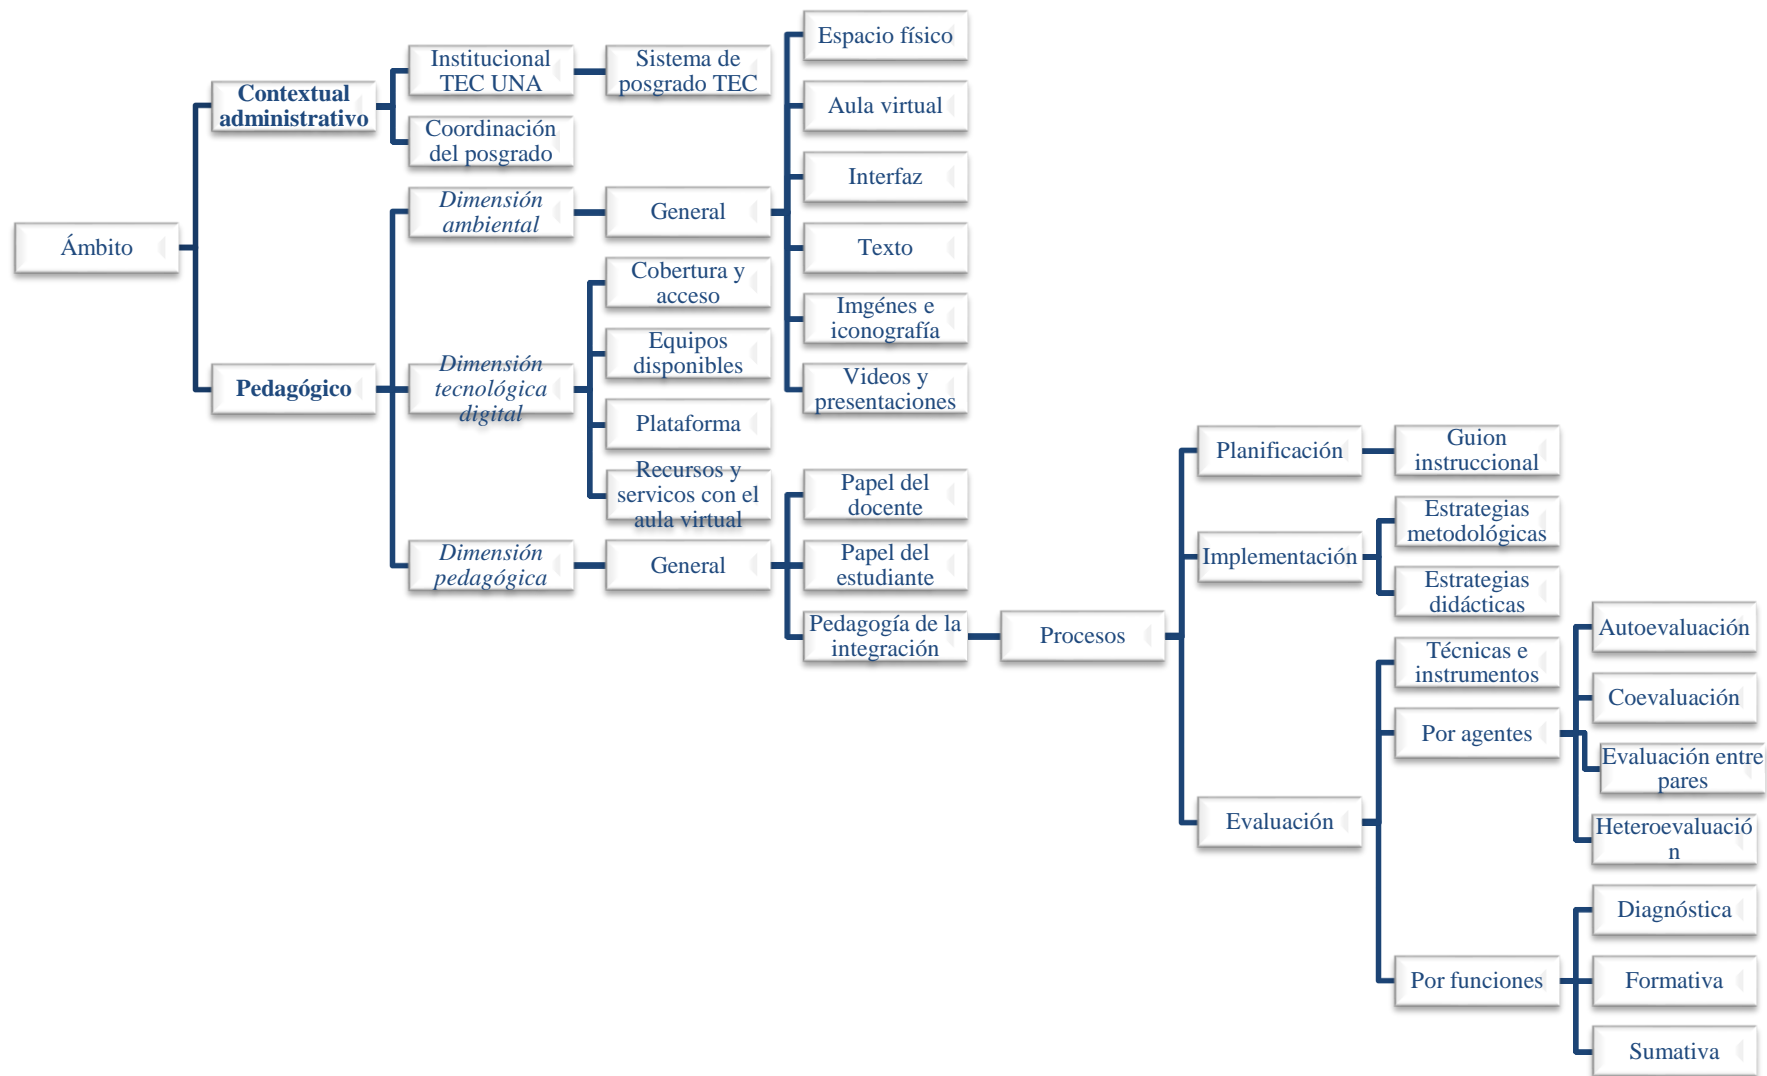 Ámbito
Contextual
administrativo
Institucional
TEC UNA
Sistema de
posgrado TEC
Coordinación
del posgrado
Pedagógico
Dimensión
ambiental
General
Espacio físico
Aula virtual
Interfaz
Texto
Imgénes e
iconografía
Videos y
presentaciones
Dimensión
tecnológica
digital
Cobertura y
acceso
Equipos
disponibles
Plataforma
Recursos y
servicos con el
aula virtual
Dimensión
pedagógica
General
Papel del
docente
Papel del
estudiante
Pedagogía de la
integración
Procesos
Planificación
Guion
instruccional
Implementación
Estrategias
metodológicas
Estrategias
didácticas
Evaluación
Técnicas e
instrumentos
Por agentes
Autoevaluación
Coevaluación
Evaluación entre
pares
Heteroevaluació
n
Por funciones
Diagnóstica
Formativa
Sumativa